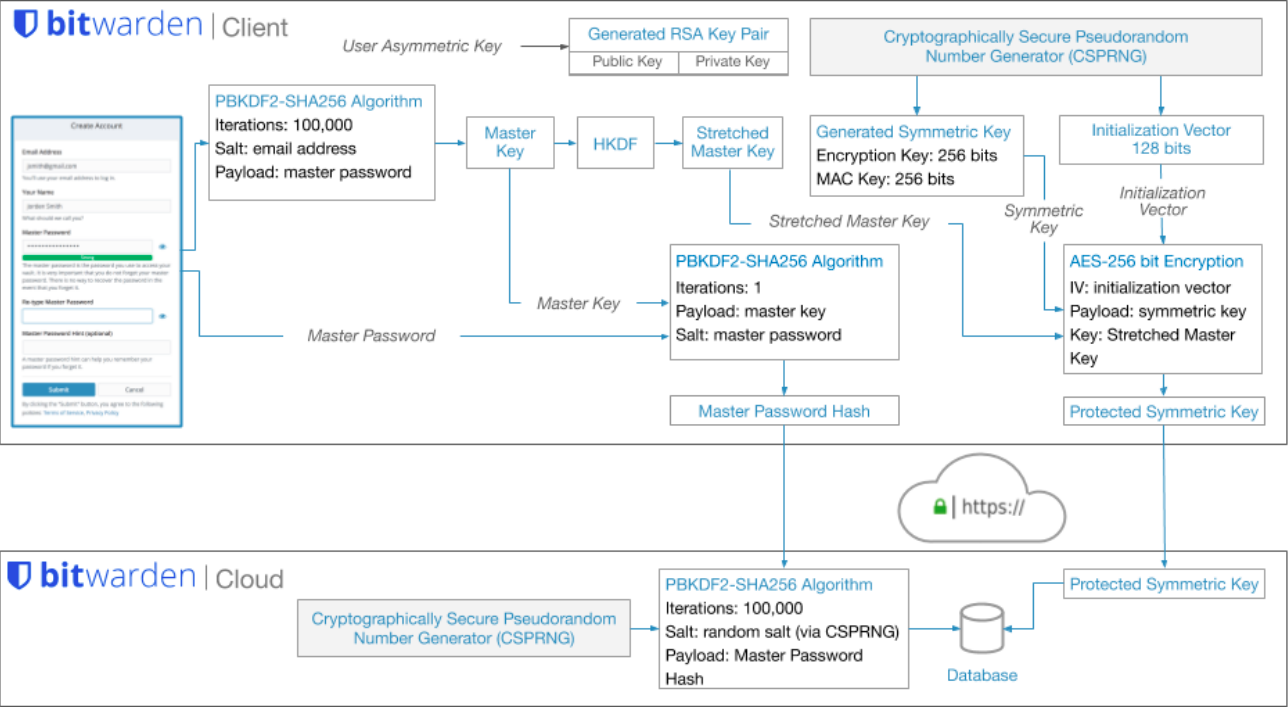 bitwarden | Client
User Asymmetric Key
Generated RSA Key Pair
Public Key
Private Key
Cryptographically Secure Pseudorandom
Number Generator (CSPRNG)
PBKDF2-SHA256 Algorithm
Iterations: 100,000
Salt: email address
Payload: master password
Master
Key
HKDF
Stretched
Master Key
Generated Symmetric Key
Encryption Key: 256 bits
MAC Key: 256 bits
Initialization Vector
128 bits
Initialization
Vector
Symmetric
Key
Stretched Master Key
Create Account
Email Address
jsmith@gmail.com
You'll use your email address to log in.
Your Name
Jordan Smith
What should we call you?
Master Password
Strong
The master password is the password you use to access your
vault. It is very important that you do not forget your master
password. There is no way to recover the password in the
event that you forget it.
Re-type Master Password
Master Password Hint (optional)
A master password hint can help you remember your
password if you forget it.
Submit
Cancel
By clicking the "Submit" button, you agree to the following
policies: Terms of Service, Privacy Policy
Master Key
Master Password
PBKDF2-SHA256 Algorithm
Iterations: 1
Payload: master key
Salt: master password
AES-256 bit Encryption
IV: initialization vector
Payload: symmetric key
Key: Stretched Master
Key
Master Password Hash
Protected Symmetric Key
https://
bitwarden | Cloud
Cryptographically Secure Pseudorandom
Number Generator (CSPRNG)
PBKDF2-SHA256 Algorithm
Iterations: 100,000
Salt: random salt (via CSPRNG)
Payload: Master Password
Hash
Database
Protected Symmetric Key